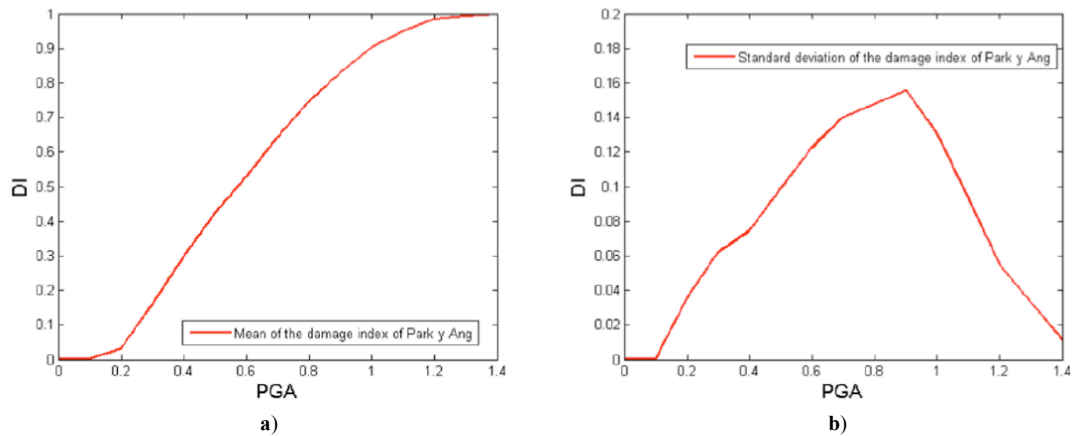 1
0.9
0.8
0.7
0.6
0.5
0.4
0.3
0.2
0.1
0
DI
Mean of the damage index of Park y Ang
0 0.2 0.4 0.6 0.8 1 1.2 1.4
PGA
a)
0.2
0.18
0.16
0.14
0.12
0.1
0.08
0.06
0.04
0.02
0
DI
Standard deviation of the damage index of Park y Ang
0 0.2 0.4 0.6 0.8 1 1.2 1.4
PGA
b)